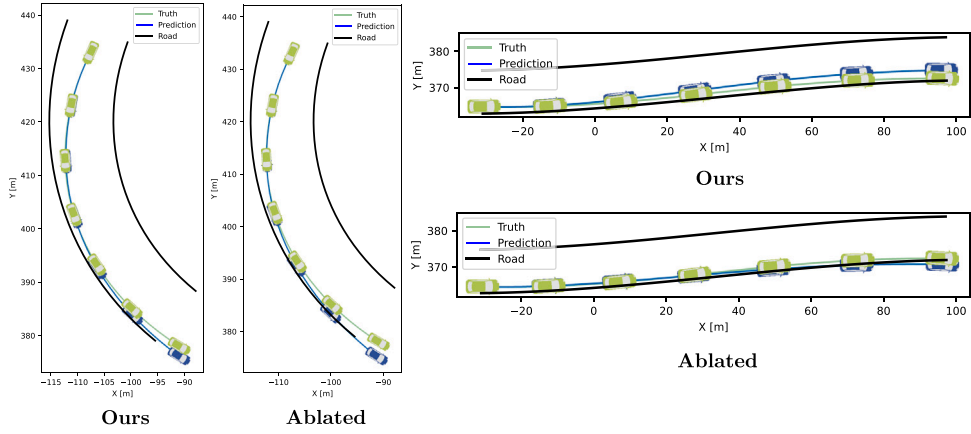 440
430
420
410
400
390
380
Y [m]
−115
−110
−105
−100
−95
−90
X [m]
Truth
Prediction
Road
Ours
440
430
420
410
400
390
380
Y [m]
−110
−100
−90
X [m]
Truth
Prediction
Road
Ablated
380
370
Y [m]
Truth
Prediction
Road
−20
0
20
40
60
80
100
X [m]
Ours
380
370
Y [m]
Truth
Prediction
Road
−20
0
20
40
60
80
100
X [m]
Ablated